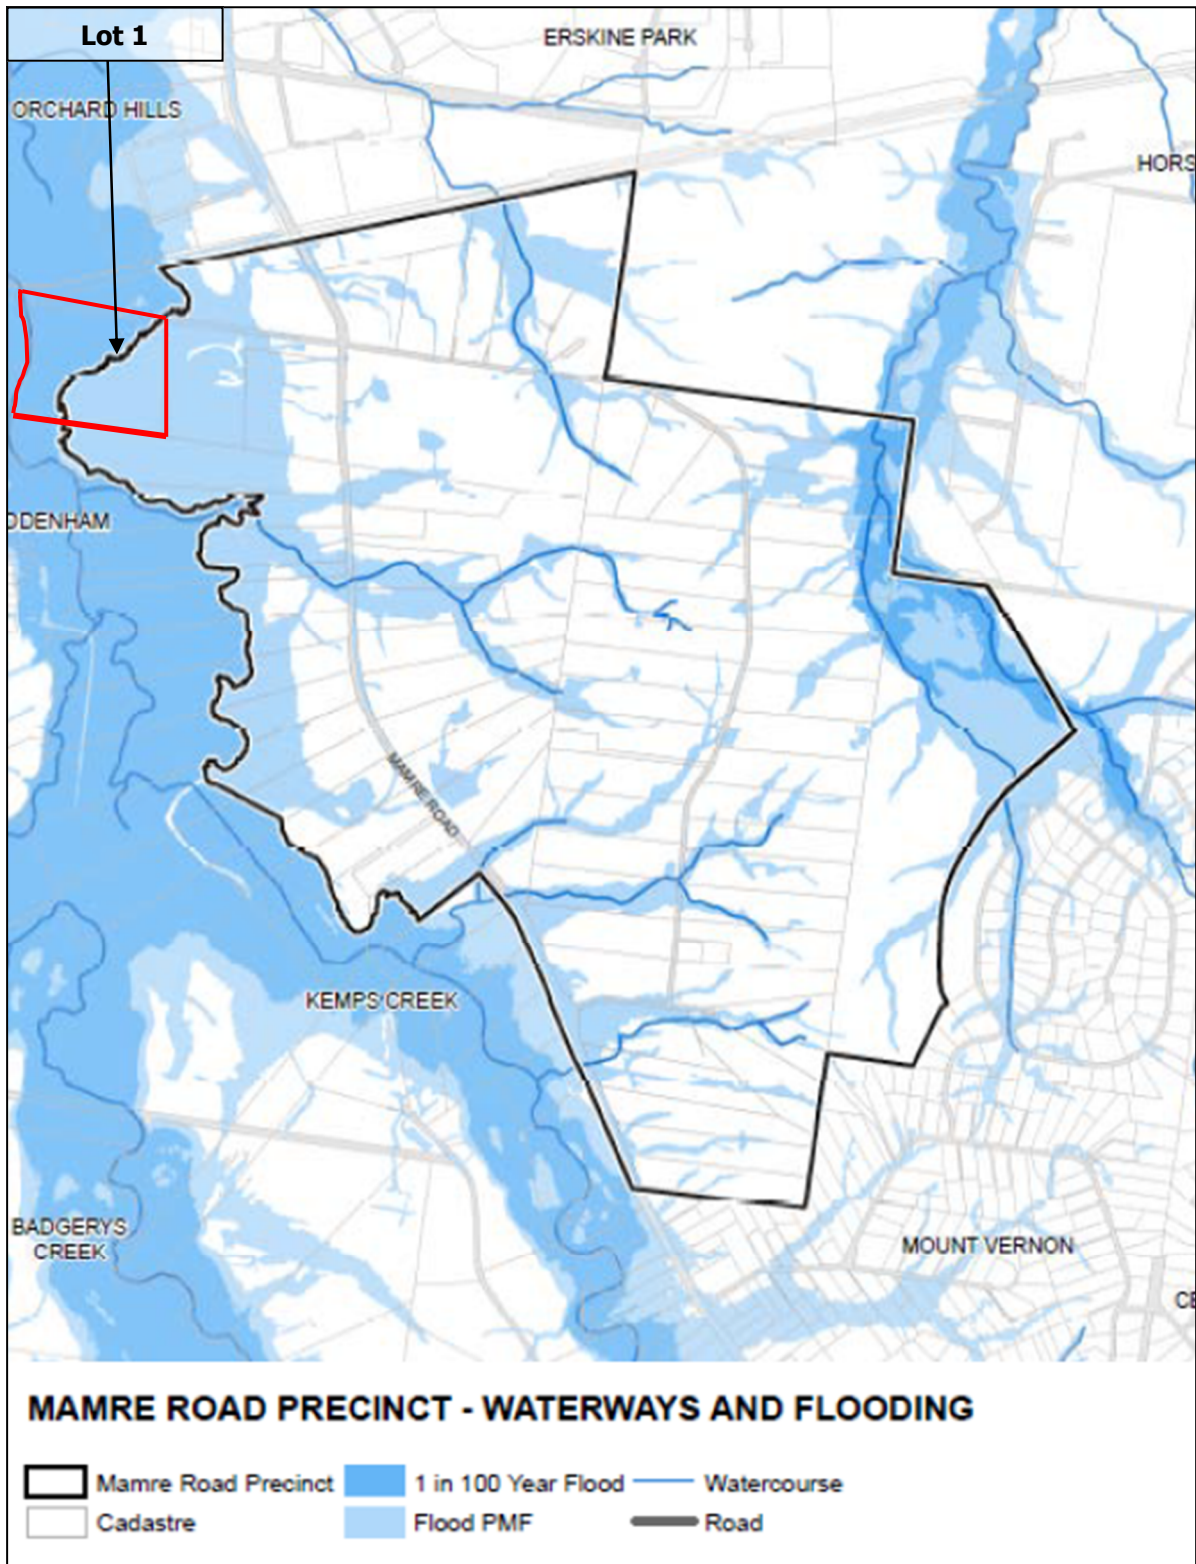 Lot 1
ERSKINE PARK
ORCHARD HILLS
HORS
DDENHAM
MAMRE ROAD
KEMPS CREEK
BADGERYS
CREEK
MOUNT VERNON
CE
MAMRE ROAD PRECINCT - WATERWAYS AND FLOODING
Mamre Road Precinct
1 in 100 Year Flood
Watercourse
Cadastre
Flood PMF
Road